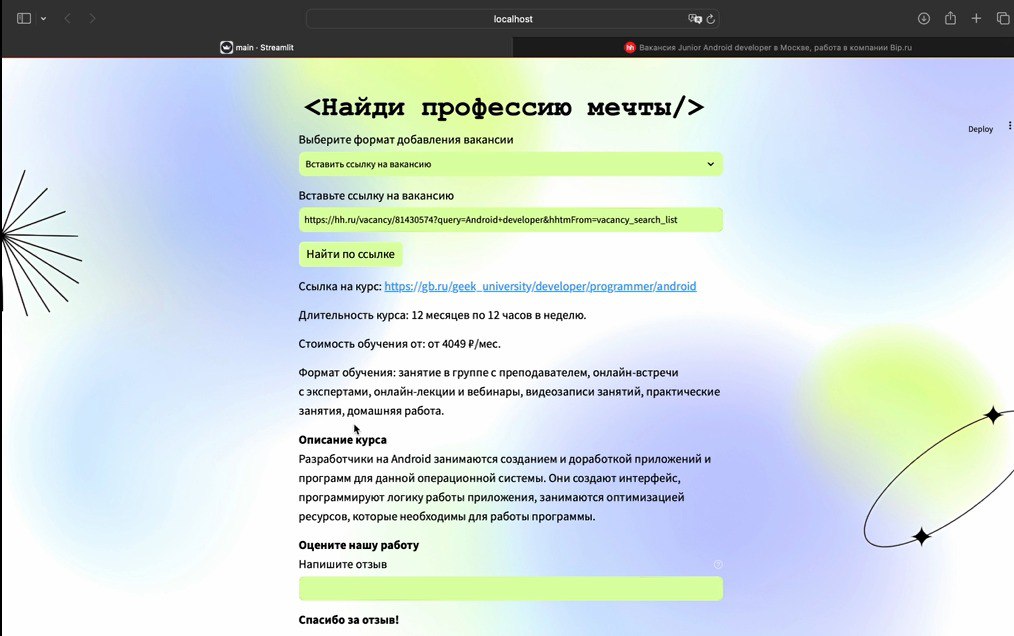 localhost
main · Streamlit
hh Вакансия Junior Android developer в Москве, работа в компании Bip.ru
<Найди профессию мечты/>
Deploy
Выберите формат добавления вакансии
Вставить ссылку на вакансию
Вставьте ссылку на вакансию
https://hh.ru/vacancy/81430574?query=Android+developer&hhtmFrom=vacancy_search_list
Найти по ссылке
Ссылка на курс: https://gb.ru/geek_university/developer/programmer/android
Длительность курса: 12 месяцев по 12 часов в неделю.
Стоимость обучения от: от 4049 ₽/мес.
Формат обучения: занятие в группе с преподавателем, онлайн-встречи
с экспертами, онлайн-лекции и вебинары, видеозаписи занятий, практические
занятия, домашняя работа.
Описание курса
Разработчики на Android занимаются созданием и доработкой приложений и
программ для данной операционной системы. Они создают интерфейс,
программируют логику работы приложения, занимаются оптимизацией
ресурсов, которые необходимы для работы программы.
Оцените нашу работу
Напишите отзыв
Спасибо за отзыв!